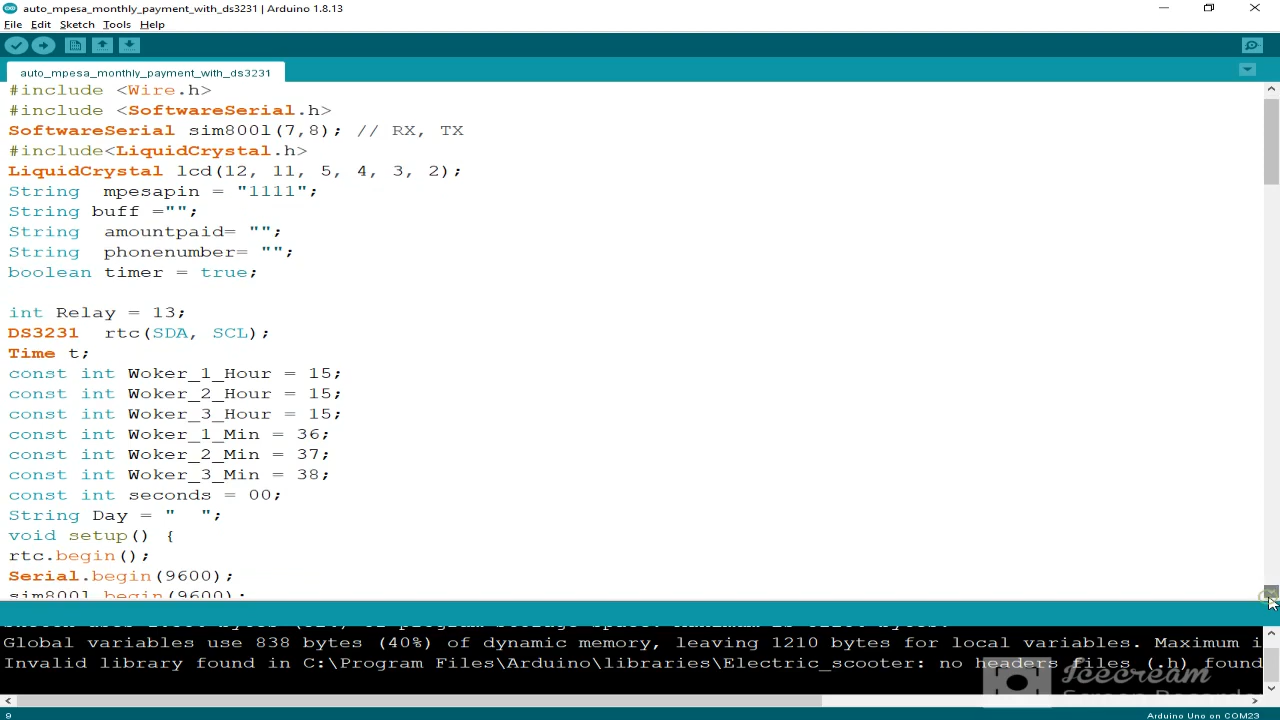 auto_mpesa_monthly_payment_with_ds3231 | Arduino 1.8.13
File Edit Sketch Tools Help
auto_mpesa_monthly_payment_with_ds3231
#include <Wire.h>
#include <SoftwareSerial.h>
SoftwareSerial sim800l(7,8); // RX, TX
#include<LiquidCrystal.h>
LiquidCrystal lcd(12, 11, 5, 4, 3, 2);
String  mpesapin = "1111";
String buff ="";
String  amountpaid= "";
String  phonenumber= "";
boolean timer = true;
int Relay = 13;
DS3231  rtc(SDA, SCL);
Time t;
const int Woker_1_Hour = 15;
const int Woker_2_Hour = 15;
const int Woker_3_Hour = 15;
const int Woker_1_Min = 36;
const int Woker_2_Min = 37;
const int Woker_3_Min = 38;
const int seconds = 00;
String Day = "  ";
void setup() {
rtc.begin();
Serial.begin(9600);
sim800l.begin(9600);
Global variables use 838 bytes (40%) of dynamic memory, leaving 1210 bytes for local variables. Maximum i
Invalid library found in C:\Program Files\Arduino\libraries\Electric_scooter: no headers files (.h) found
Icecream
9
Arduino Uno on COM23